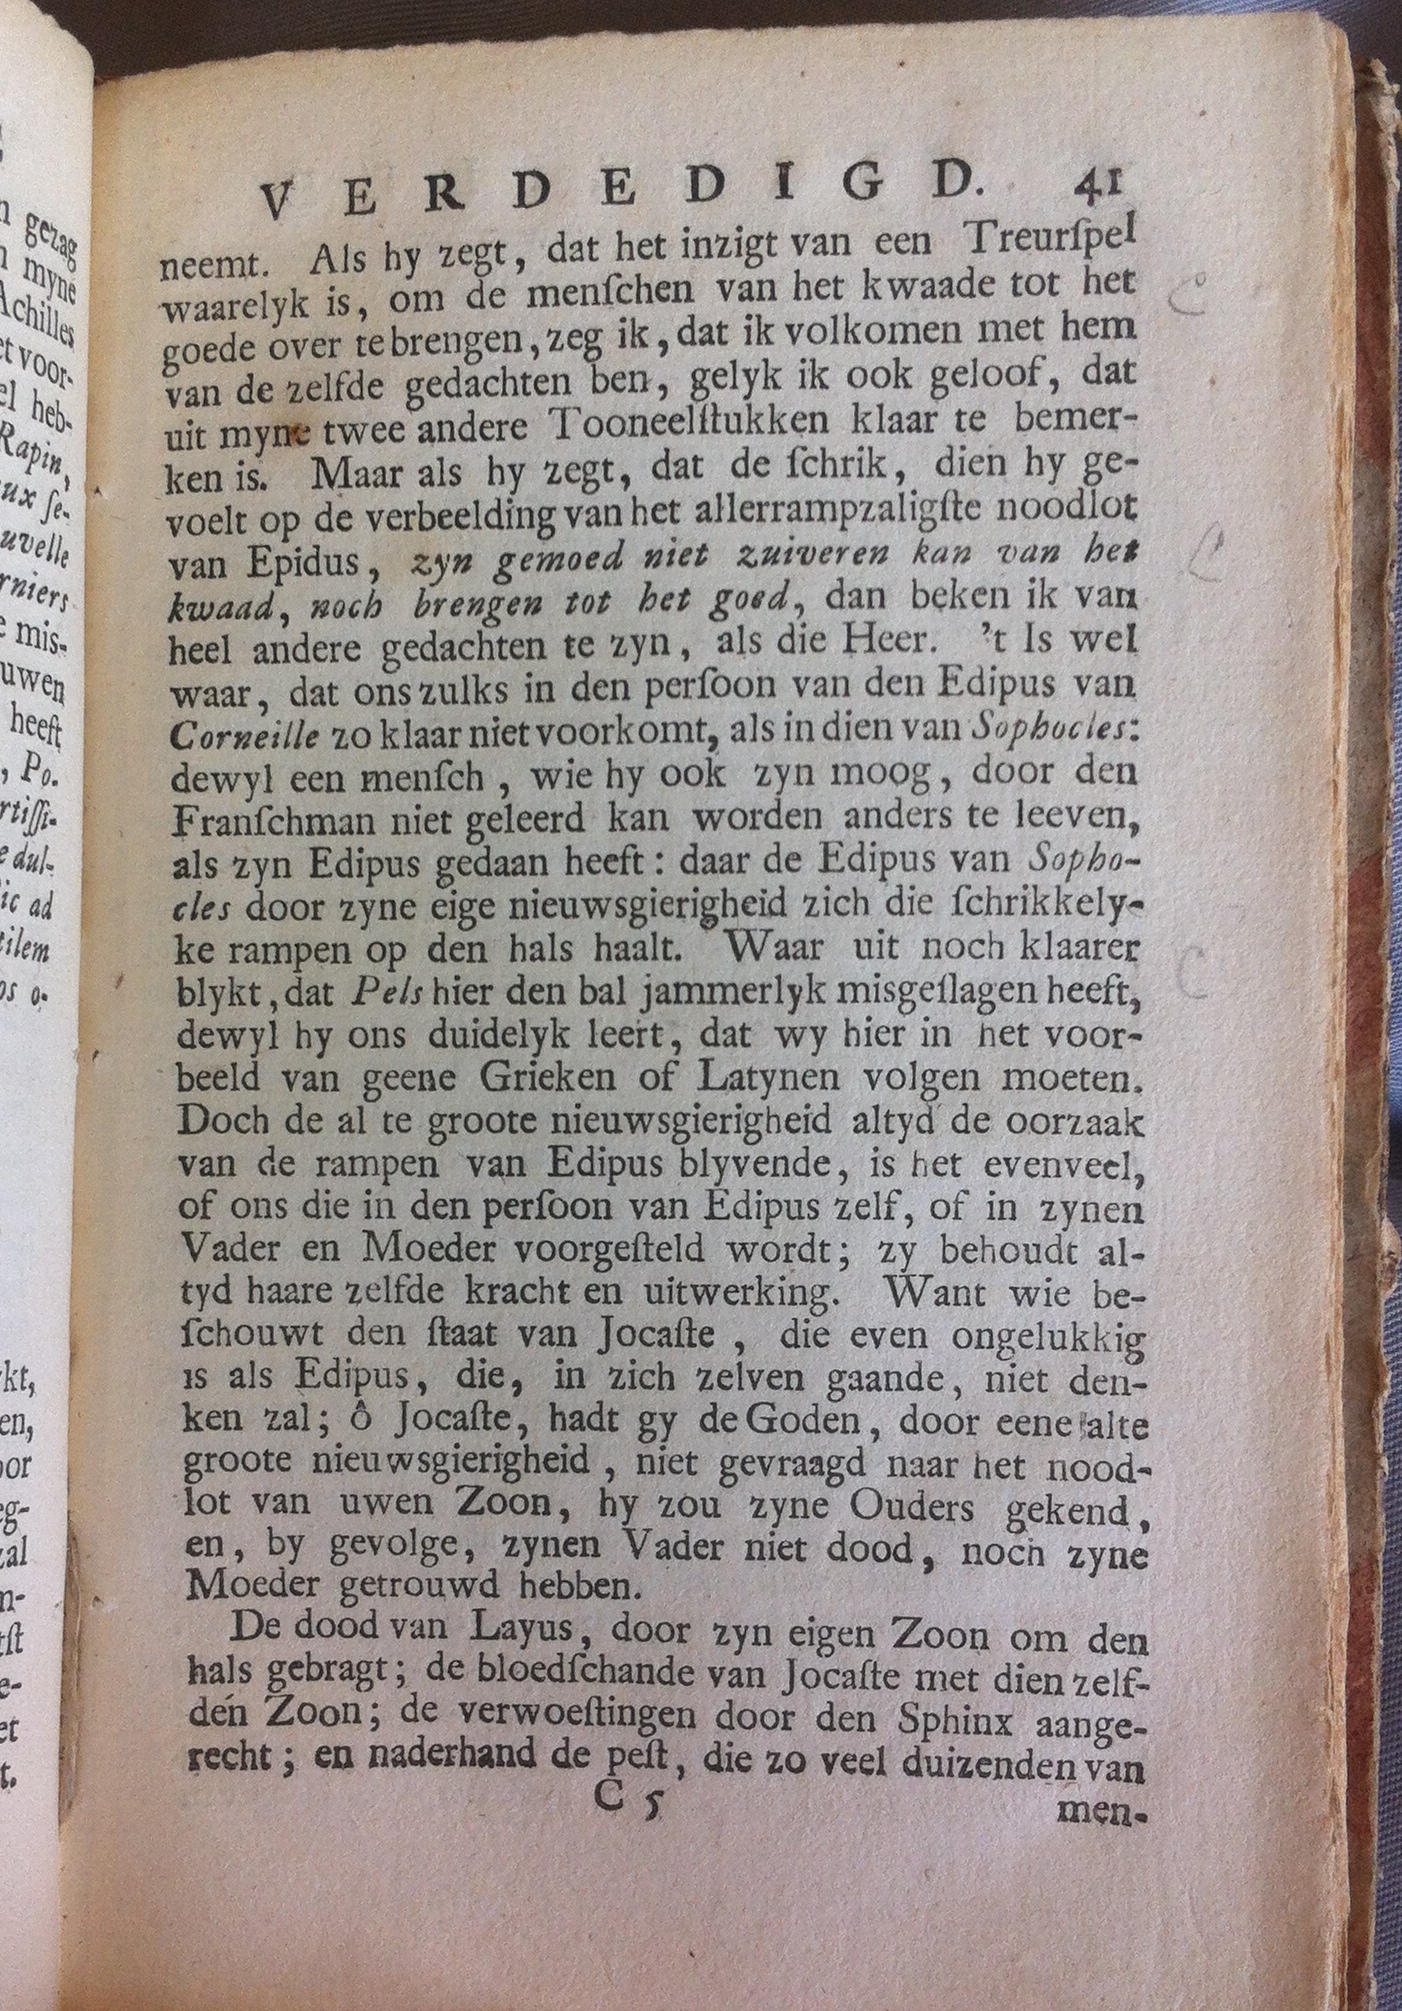 VERDEDIGD. 41
neemt. Als hy zegt, dat het inzigt van een Treurſpel
waarelyk is, om de menſchen van het kwaade tot het
goede over te brengen, zeg ik, dat ik volkomen met hem
van de zelfde gedachten ben, gelyk ik ook geloof, dat
uit myne twee andere Tooneelſtukken klaar te bemer-
ken is. Maar als hy zegt, dat de ſchrik, dien hy ge-
voelt op de verbeelding van het allerrampzaligſte noodlot
van Epidus, zyn gemoed niet zuiveren kan van het
kwaad, noch brengen tot het goed, dan beken ik van
heel andere gedachten te zyn, als die Heer. 't Is wel
waar, dat ons zulks in den perſoon van den Edipus van
Corneille zo klaar niet voorkomt, als in dien van Sophocles:
dewyl een menſch, wie hy ook zyn moog, door den
Franſchman niet geleerd kan worden anders te leeven,
als zyn Edipus gedaan heeft: daar de Edipus van Sopho-
cles door zyne eige nieuwsgierigheid zich die ſchrikkely-
ke rampen op den hals haalt. Waar uit noch klaarer
blykt, dat Pels hier den bal jammerlyk misgeſlagen heeft,
dewyl hy ons duidelyk leert, dat wy hier in het voor-
beeld van geene Grieken of Latynen volgen moeten.
Doch de al te groote nieuwsgierigheid altyd de oorzaak
van de rampen van Edipus blyvende, is het evenveel,
of ons die in den perſoon van Edipus zelf, of in zynen
Vader en Moeder voorgeſteld wordt; zy behoudt al-
tyd haare zelfde kracht en uitwerking. Want wie be-
ſchouwt den ſtaat van Jocaſte, die even ongelukkig
is als Edipus, die, in zich zelven gaande, niet den-
ken zal; ô Jocaſte, hadt gy de Goden, door eene alte
groote nieuwsgierigheid, niet gevraagd naar het nood-
lot van uwen Zoon, hy zou zyne Ouders gekend,
en, by gevolge, zynen Vader niet dood, noch zyne
Moeder getrouwd hebben.
De dood van Layus, door zyn eigen Zoon om den
hals gebragt; de bloedſchande van Jocaſte met dien zelf-
den Zoon; de verwoeſtingen door den Sphinx aange-
recht; en naderhand de peſt, die zo veel duizenden van
C 5 men-
gezag
myne
Achilles
voor-
heb-
Rapin,
ſe-
mis-
heeft
Po-
ad